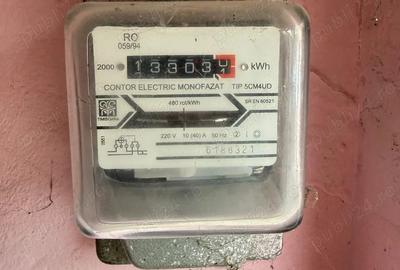 RO
059/94
2000 133034 kWh
CONTOR ELECTRIC MONOFAZAT TIP 5CM4UD
480 rot/kWh
SR EN 60521
220 V 10 (40) A 50 Hz
6186321